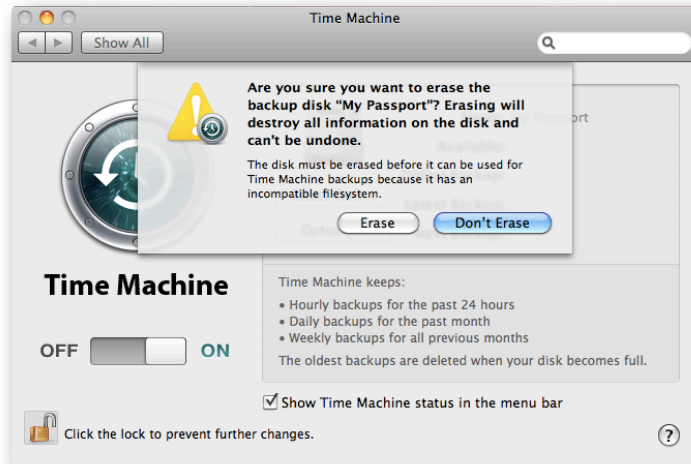 Time Machine
Show All
Are you sure you want to erase the
backup disk “My Passport”? Erasing will
destroy all information on the disk and
can't be undone.
The disk must be erased before it can be used for
Time Machine backups because it has an
incompatible filesystem.
Erase
Don't Erase
port
Available:
Backup:
Latest Backup:
Time Machine
OFF
ON
Time Machine keeps:
• Hourly backups for the past 24 hours
• Daily backups for the past month
• Weekly backups for all previous months
The oldest backups are deleted when your disk becomes full.
Show Time Machine status in the menu bar
Click the lock to prevent further changes.
?